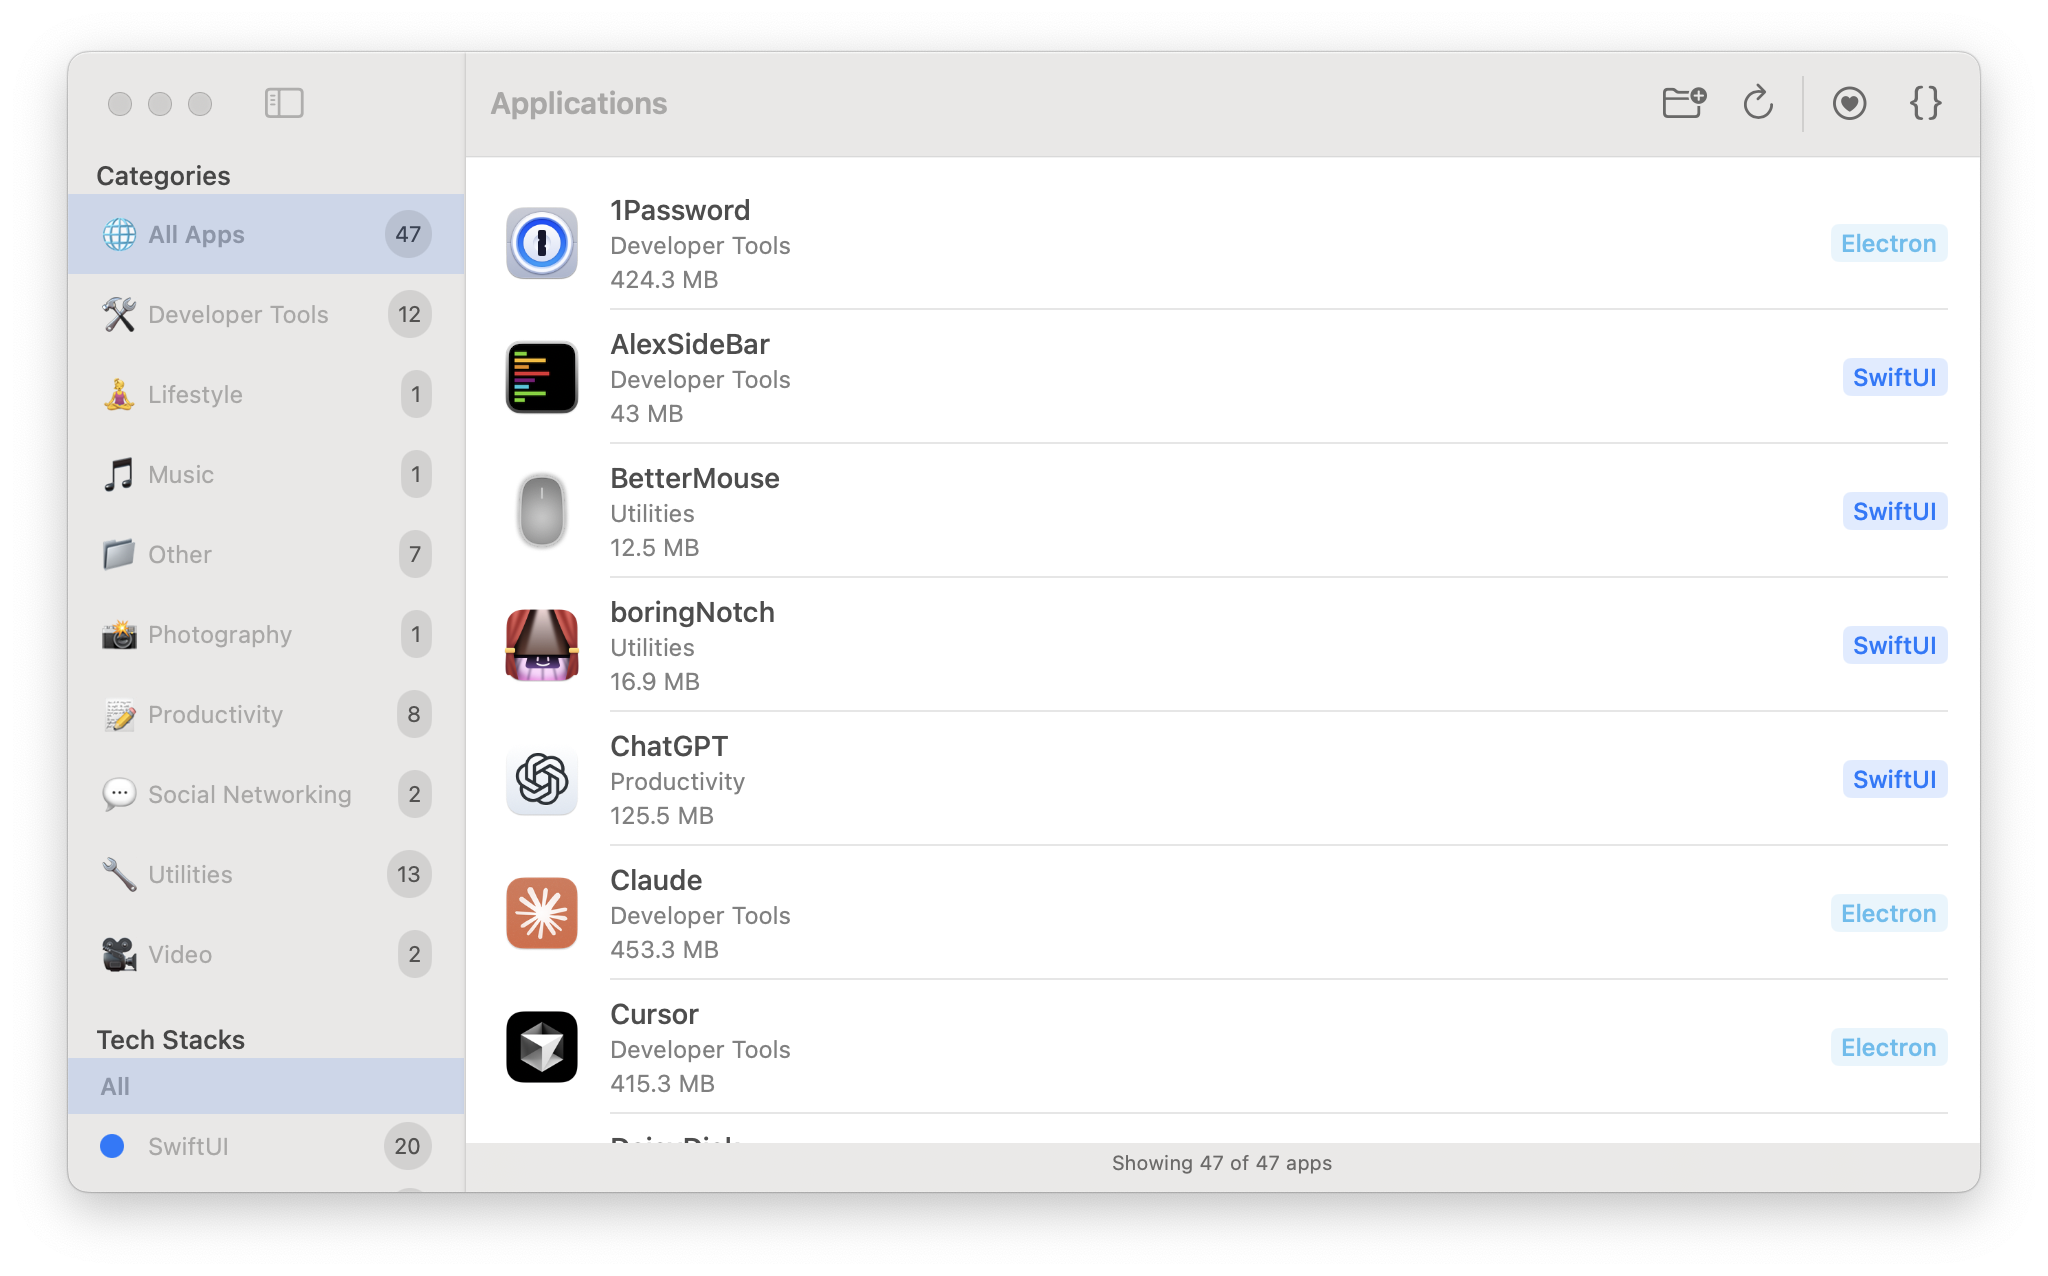 Applications
Categories
All Apps 47
Developer Tools 12
Lifestyle 1
Music 1
Other 7
Photography 1
Productivity 8
Social Networking 2
Utilities 13
Video 2
Tech Stacks
All
SwiftUI 20
1Password
Developer Tools
424.3 MB
Electron
AlexSideBar
Developer Tools
43 MB
SwiftUI
BetterMouse
Utilities
12.5 MB
SwiftUI
boringNotch
Utilities
16.9 MB
SwiftUI
ChatGPT
Productivity
125.5 MB
SwiftUI
Claude
Developer Tools
453.3 MB
Electron
Cursor
Developer Tools
415.3 MB
Electron
Showing 47 of 47 apps